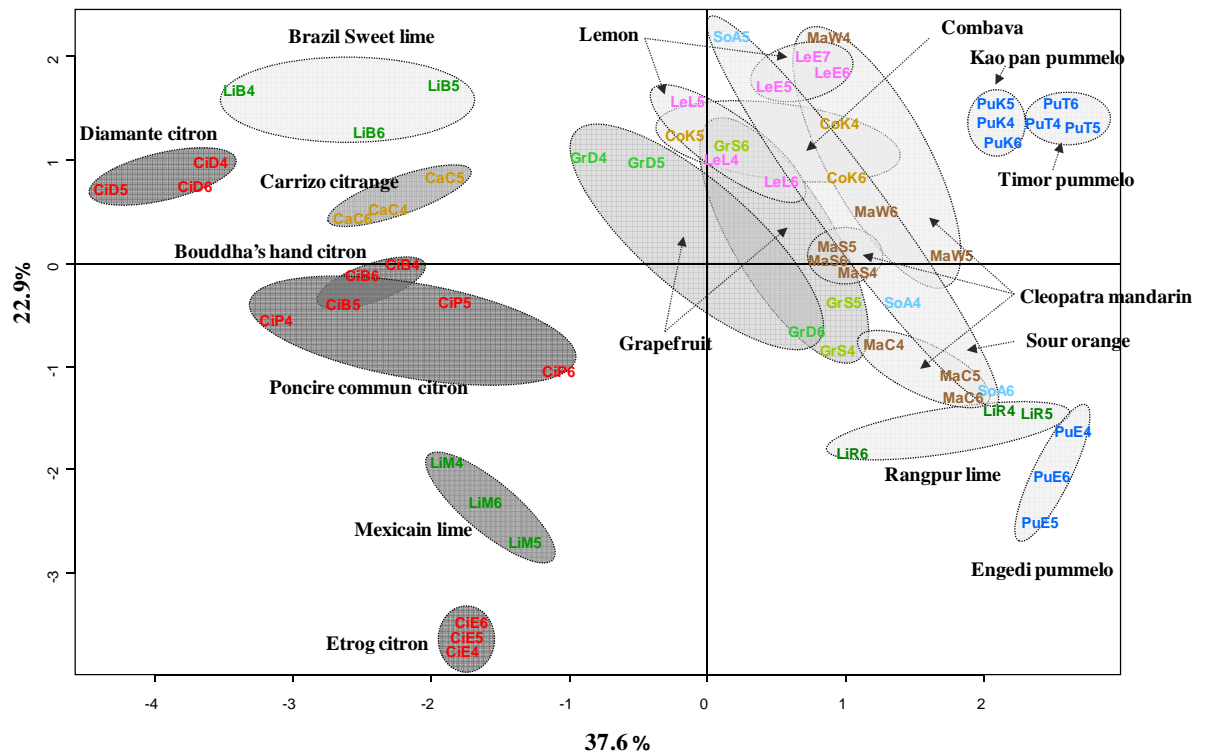 Brazil Sweet lime
Lemon
Combava
Kao pan pummelo
Diamante citron
Carrizo citrange
Timor pummelo
Bouddha's hand citron
Cleopatra mandarin
Grapefruit
Sour orange
Poncire commun citron
Rangpur lime
Mexicain lime
Engedi pummelo
Etrog citron
SoA5
MaW4
LeE7
LeE6
LeE5
LiB4
LiB5
LiB6
LeL5
CoK5
CoK4
PuK5
PuK4
PuK6
PuT6
PuT4
PuT5
CiD4
CiD5
CiD6
GrD4
GrD5
GrS6
LeL4
LeL6
CoK6
CaC5
CaC4
CaC6
MaW6
MaW5
MaS5
MaS6
MaS4
CiB4
CiB6
CiB5
CiP5
CiP4
CiP6
GrS5
SoA4
GrD6
GrS4
MaC4
MaC5
MaC6
SoA6
LiR4
LiR5
LiR6
PuE4
PuE6
PuE5
LiM4
LiM6
LiM5
CiE6
CiE5
CiE4
2
1
0
-1
-2
-3
22.9%
-4
-3
-2
-1
0
1
2
37.6 %